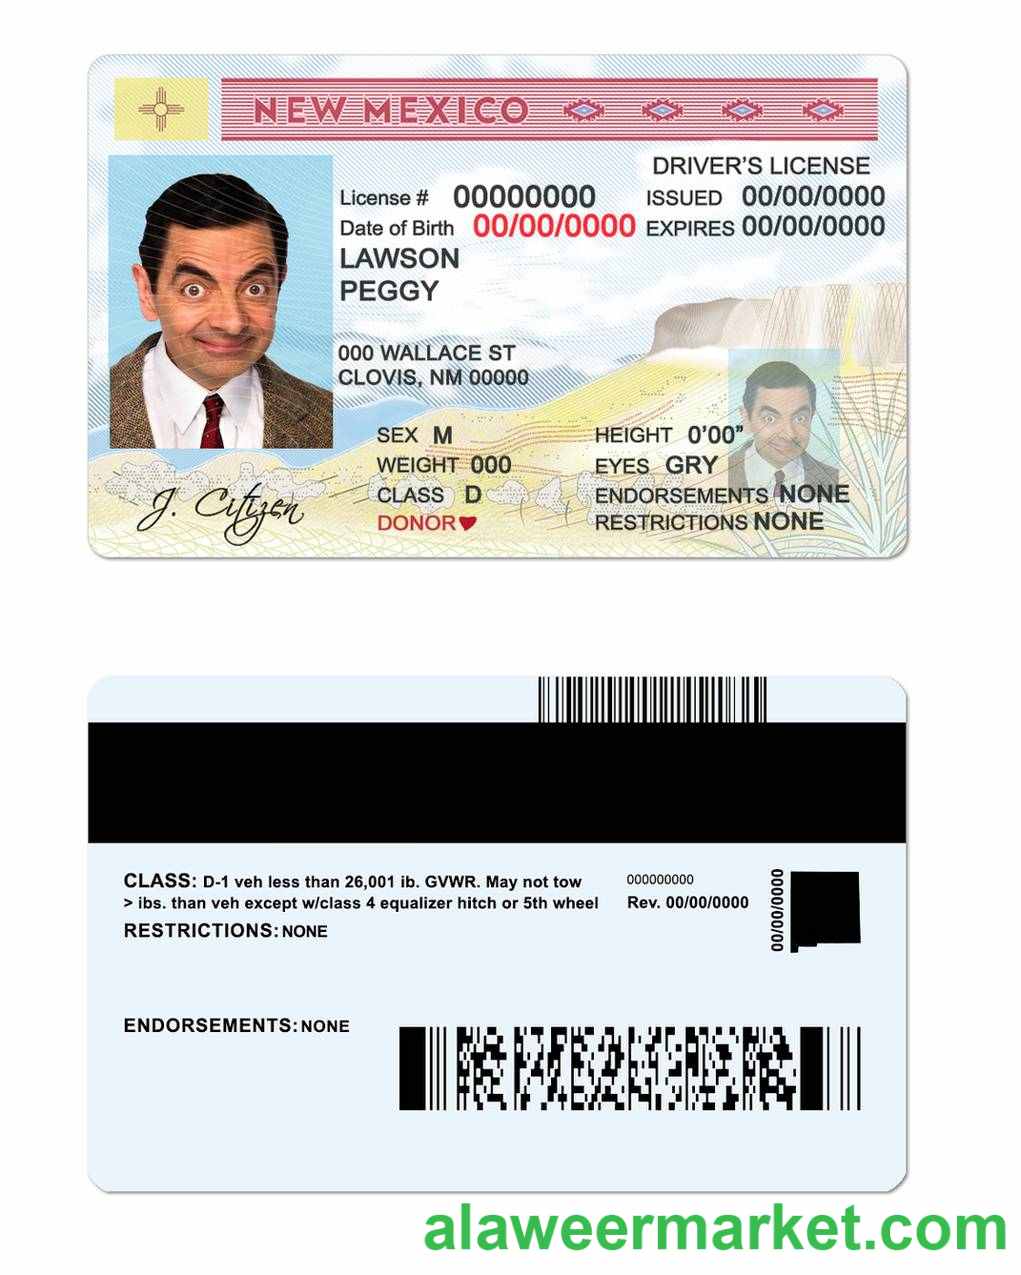 NEW MEXICO
DRIVER'S LICENSE
License # 00000000
ISSUED 00/00/0000
Date of Birth 00/00/0000
EXPIRES 00/00/0000
LAWSON
PEGGY
000 WALLACE ST
CLOVIS, NM 00000
SEX M
HEIGHT 0'00"
WEIGHT 000
EYES GRY
CLASS D
ENDORSEMENTS NONE
DONOR
RESTRICTIONS NONE
J. Citizen
CLASS: D-1 veh less than 26,001 ib. GVWR. May not tow
> ibs. than veh except w/class 4 equalizer hitch or 5th wheel
000000000
Rev. 00/00/0000
00/00/0000
RESTRICTIONS: NONE
ENDORSEMENTS: NONE
alaweermarket.com